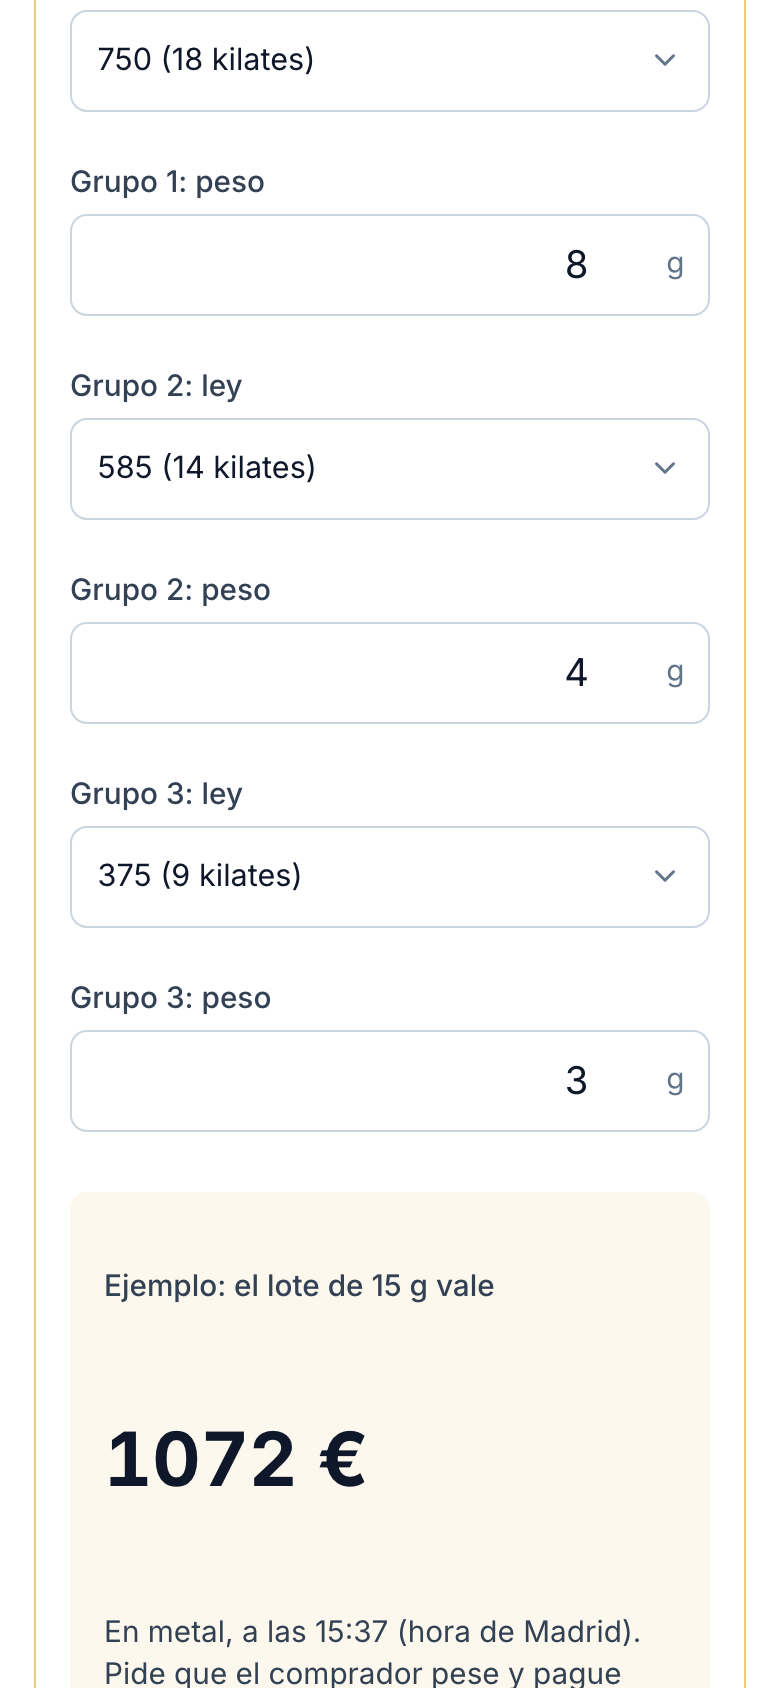 750 (18 kilates)
Grupo 1: peso
8 g
Grupo 2: ley
585 (14 kilates)
Grupo 2: peso
4 g
Grupo 3: ley
375 (9 kilates)
Grupo 3: peso
3 g
Ejemplo: el lote de 15 g vale
1072 €
En metal, a las 15:37 (hora de Madrid).
Pide que el comprador pese y pague